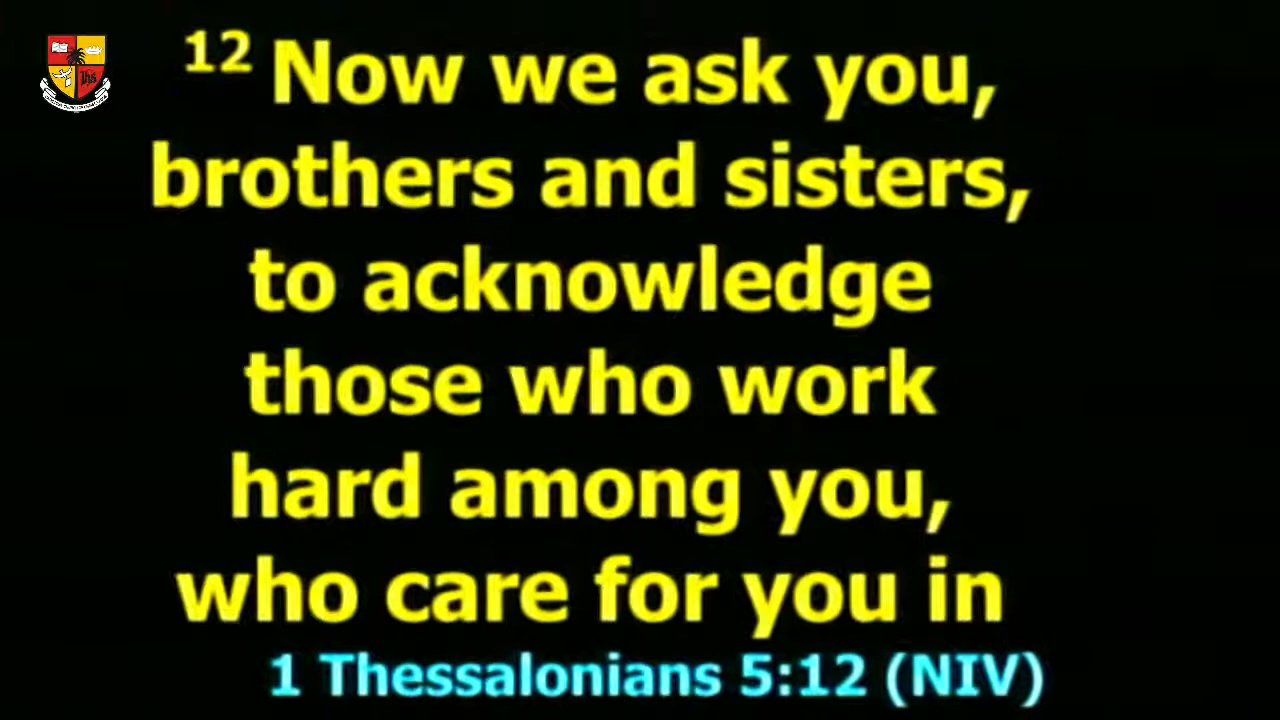 12 Now we ask you,
brothers and sisters,
to acknowledge
those who work
hard among you,
who care for you in
1 Thessalonians 5:12 (NIV)